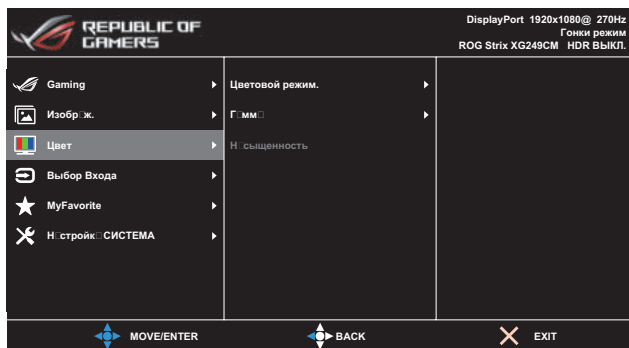 REPUBLIC OF
GAMERS
DisplayPort 1920x1080@ 270Hz
Гонки режим
ROG Strix XG249CM HDR ВЫКЛ.
Gaming
Изобр□ж.
Цвет
Выбор Входа
MyFavorite
Н□стройк□ СИСТЕМА
Цветовой режим.
Г□мм□
Н□сыщенность
MOVE/ENTER
BACK
EXIT